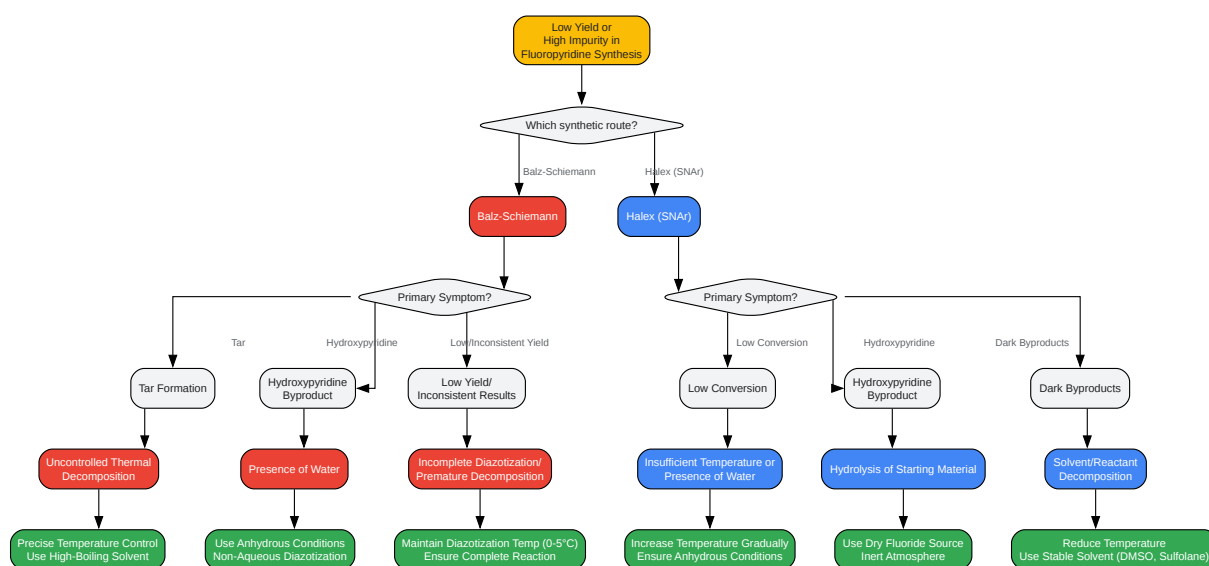 Low Yield or
High Impurity in
Fluoropyridine Synthesis
Which synthetic route?
Balz-Schiemann
Halex (SNAr)
Balz-Schiemann
Halex (SNAr)
Primary Symptom?
Primary Symptom?
Tar
Hydroxypyridine
Low/Inconsistent Yield
Low Conversion
Hydroxypyridine
Dark Byproducts
Tar Formation
Hydroxypyridine
Byproduct
Low Yield/
Inconsistent Results
Low Conversion
Hydroxypyridine
Byproduct
Dark Byproducts
Uncontrolled Thermal
Decomposition
Presence of Water
Incomplete Diazotization/
Premature Decomposition
Insufficient Temperature or
Presence of Water
Hydrolysis of Starting Material
Solvent/Reactant
Decomposition
Precise Temperature Control
Use High-Boiling Solvent
Use Anhydrous Conditions
Non-Aqueous Diazotization
Maintain Diazotization Temp (0-5°C)
Ensure Complete Reaction
Increase Temperature Gradually
Ensure Anhydrous Conditions
Use Dry Fluoride Source
Inert Atmosphere
Reduce Temperature
Use Stable Solvent (DMSO, Sulfolane)